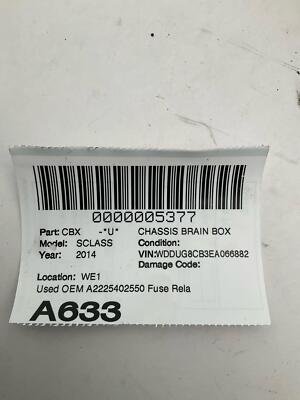 0000005377
Part: CBX -*U* CHASSIS BRAIN BOX
Model: SCLASS Condition:
Year: 2014 VIN:WDDUG8CB3EA066882
Damage Code:
Location: WE1
Used OEM A2225402550 Fuse Rela
A633